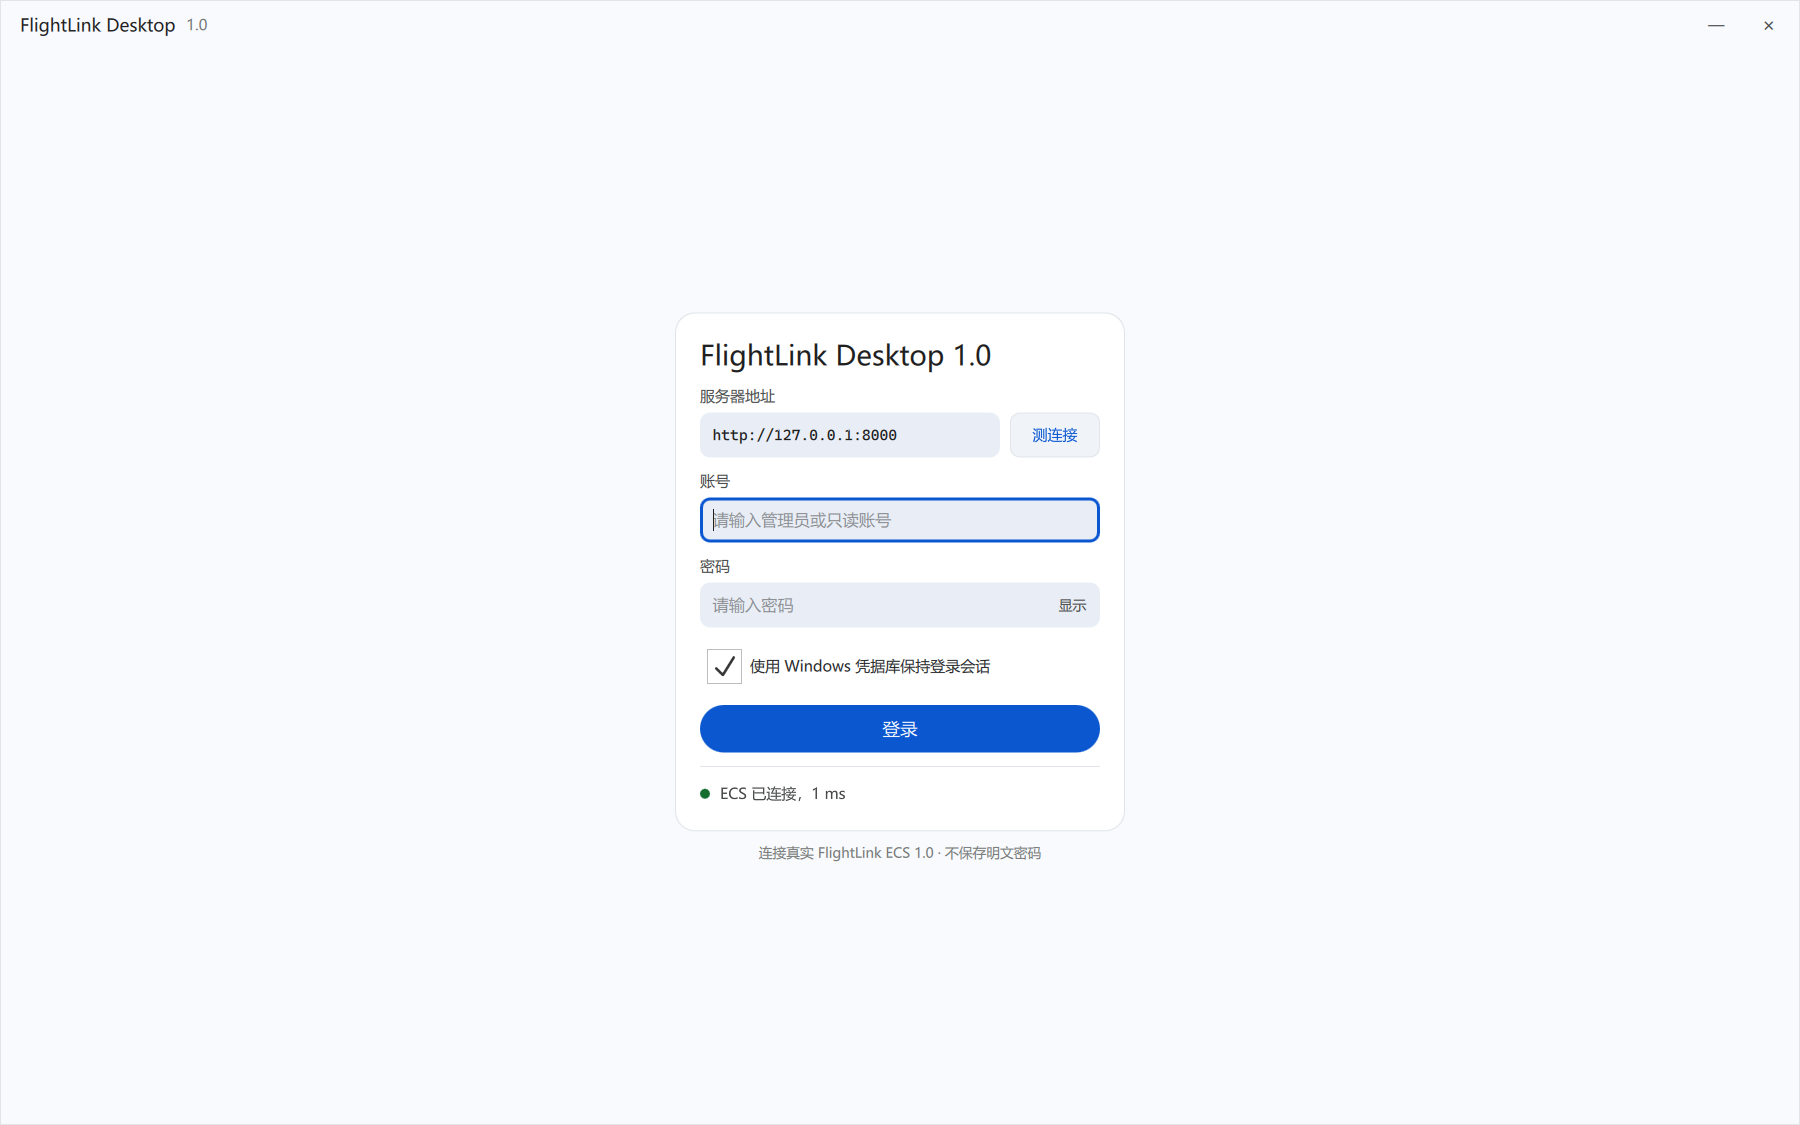 FlightLink Desktop 1.0
FlightLink Desktop 1.0
服务器地址
http://127.0.0.1:8000 测连接
账号
请输入管理员或只读账号
密码
请输入密码 显示
使用 Windows 凭据库保持登录会话
登录
ECS 已连接，1 ms
连接真实 FlightLink ECS 1.0 · 不保存明文密码